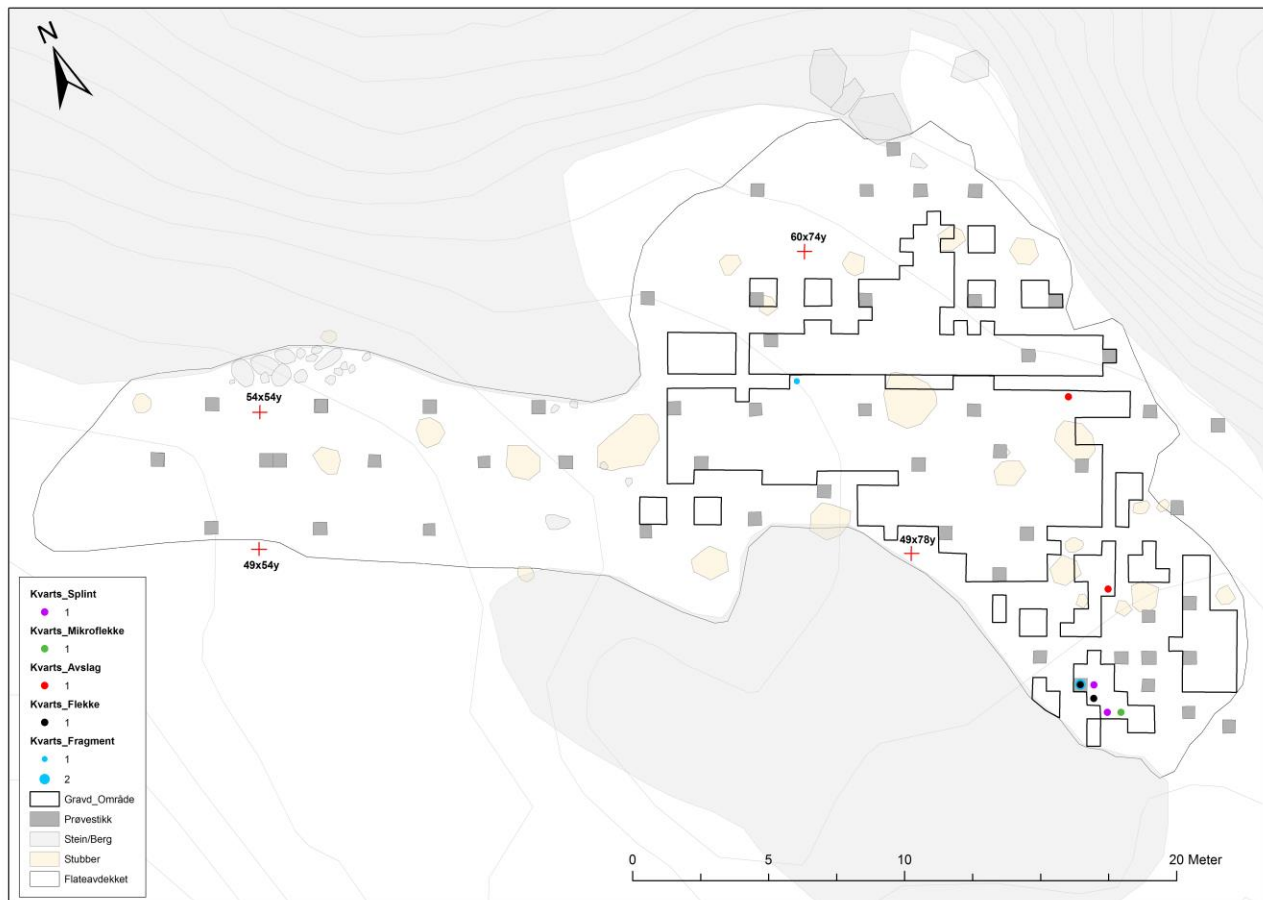 N
60x74y
54x54y
49x78y
49x54y
Kvarts_Splint
1
Kvarts_Mikroflekke
1
Kvarts_Avslag
1
Kvarts_Flekke
1
Kvarts_Fragment
1
2
Gravd_Område
Prøvestikk
Stein/Berg
Stubber
Flateavdekket
0 5 10 20 Meter